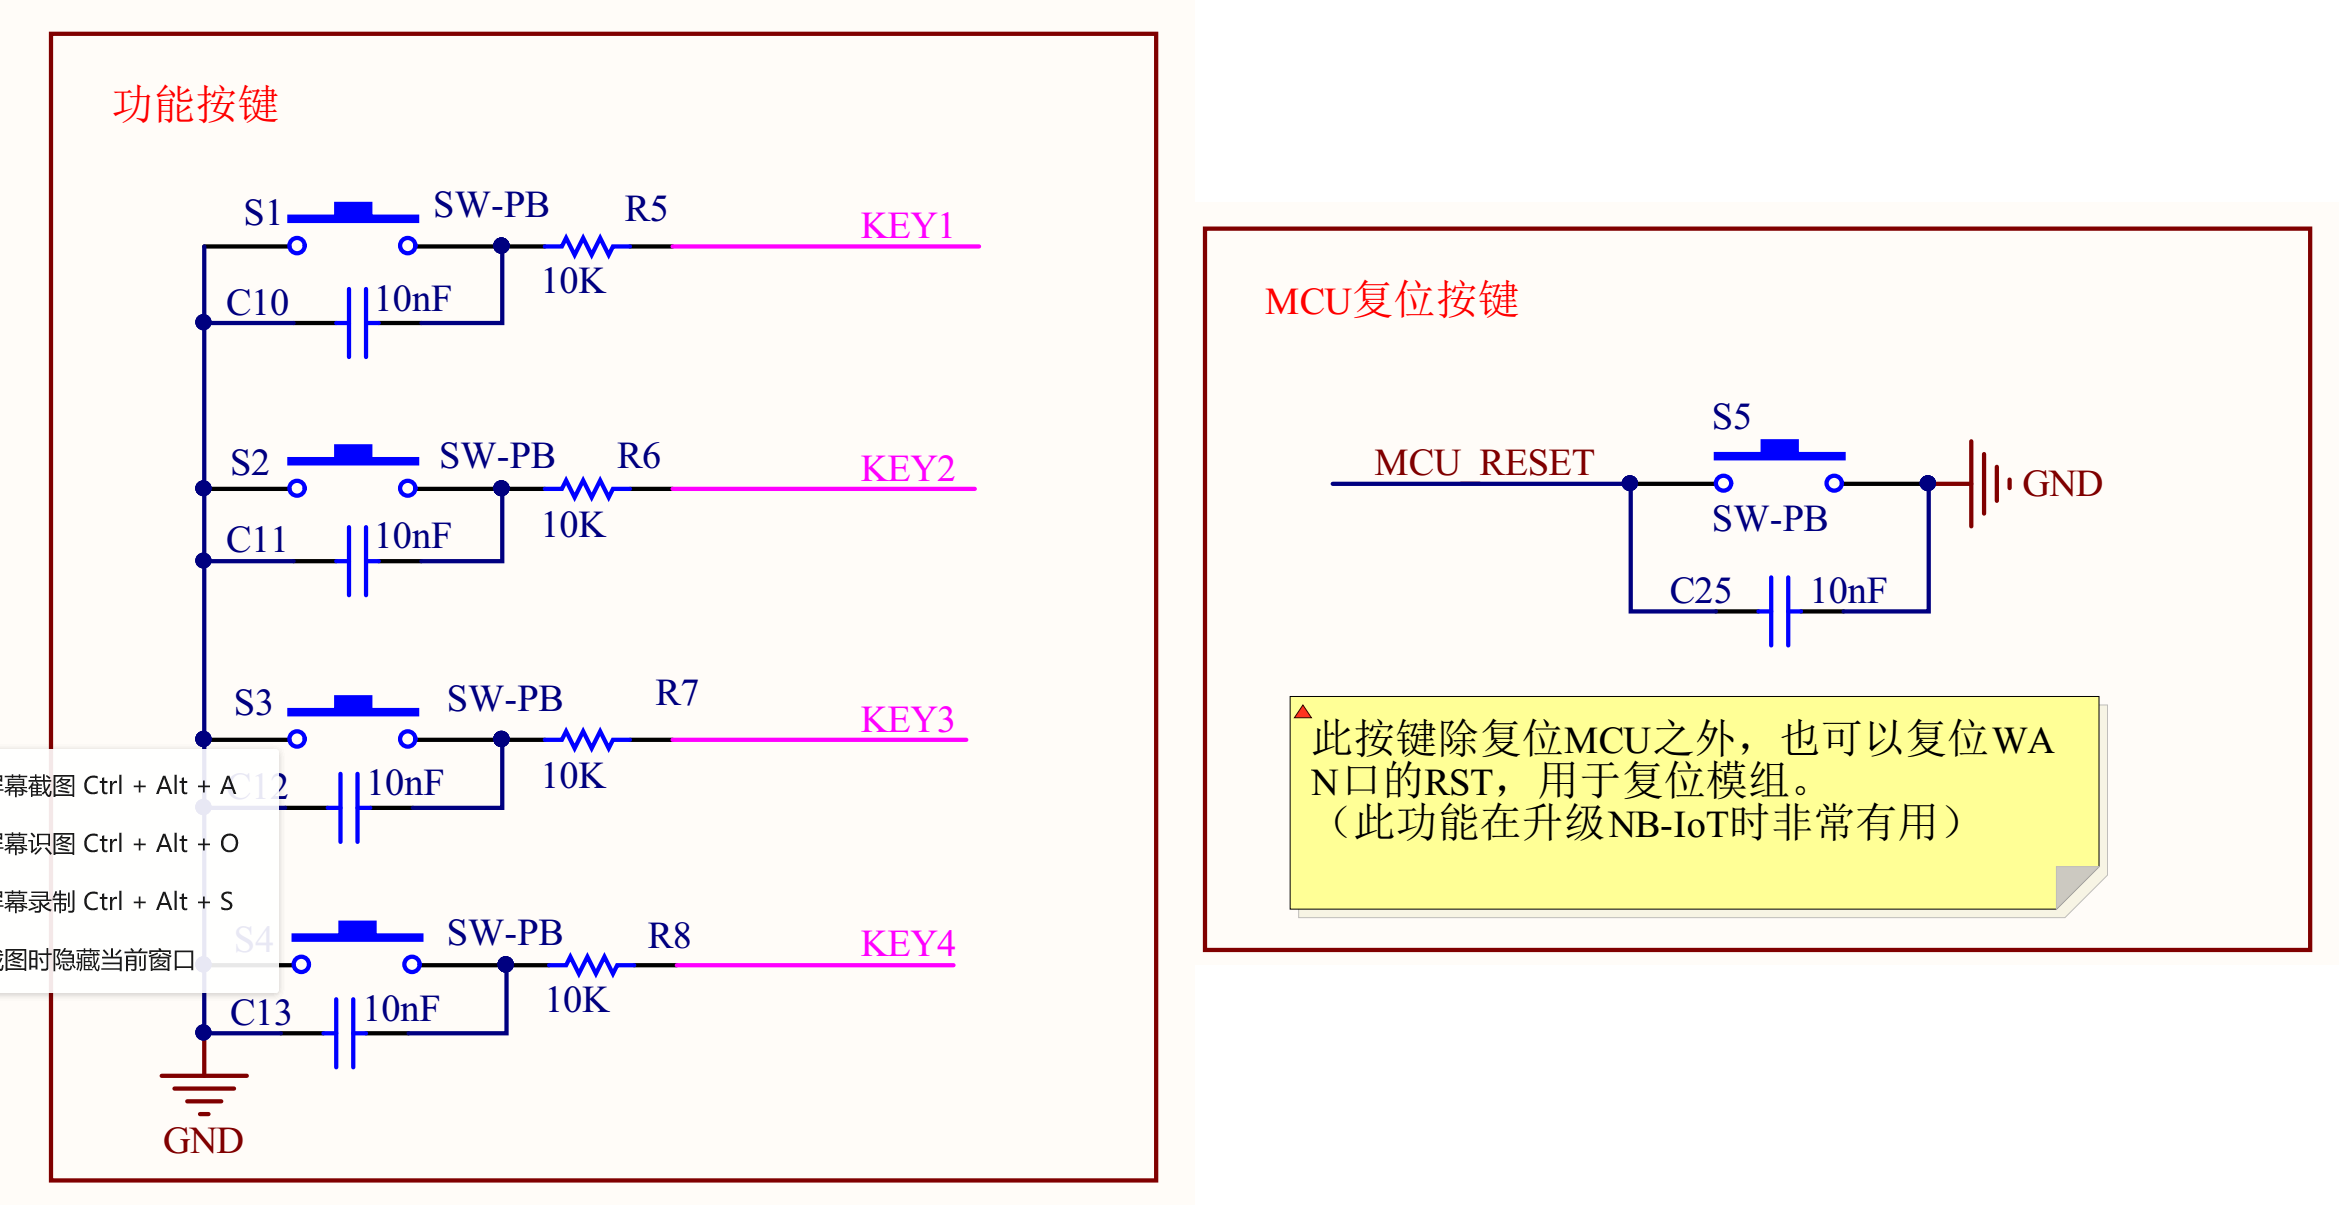 功能按键
S1
SW-PB
R5
KEY1
10K
C10
10nF
S2
SW-PB
R6
KEY2
10K
C11
10nF
S3
SW-PB
R7
KEY3
10K
C12
10nF
S4
SW-PB
R8
KEY4
10K
C13
10nF
GND
幕截图 Ctrl + Alt + A
幕识图 Ctrl + Alt + O
幕录制 Ctrl + Alt + S
图时隐藏当前窗口
MCU复位按键
S5
MCU RESET
GND
SW-PB
C25
10nF
此按键除复位MCU之外，也可以复位WA
N口的RST，用于复位模组。
（此功能在升级NB-IoT时非常有用）